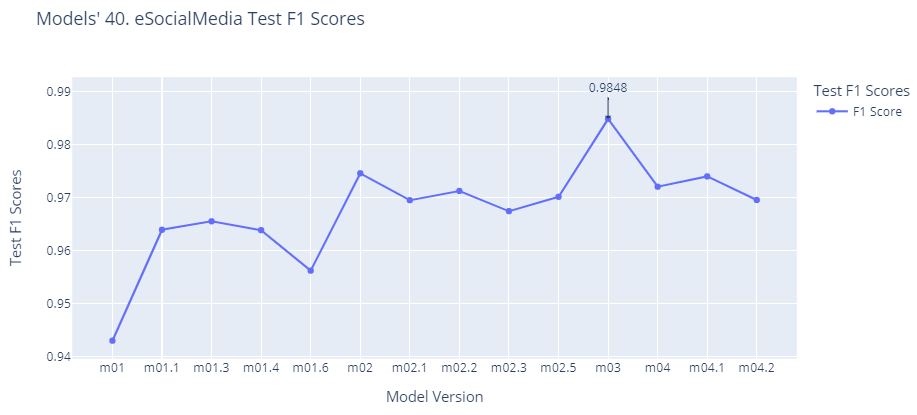 Models' 40. eSocialMedia Test F1 Scores
0.9848
Test F1 Scores
F1 Score
0.99
0.98
0.97
0.96
0.95
0.94
Test F1 Scores
m01 m01.1 m01.3 m01.4 m01.6 m02 m02.1 m02.2 m02.3 m02.5 m03 m04 m04.1 m04.2
Model Version